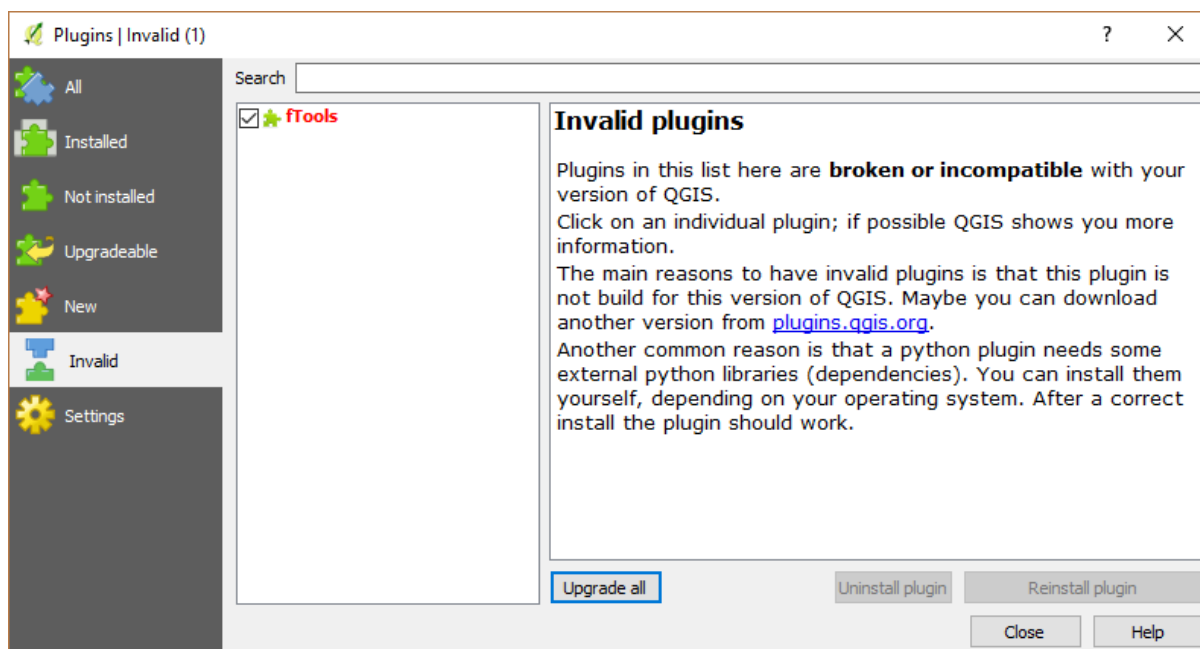 Plugins | Invalid (1)
?
All
Installed
Not installed
Upgradeable
New
Invalid
Settings
Search
fTools
Invalid plugins
Plugins in this list here are broken or incompatible with your
version of QGIS.
Click on an individual plugin; if possible QGIS shows you more
information.
The main reasons to have invalid plugins is that this plugin is
not build for this version of QGIS. Maybe you can download
another version from plugins.qgis.org.
Another common reason is that a python plugin needs some
external python libraries (dependencies). You can install them
yourself, depending on your operating system. After a correct
install the plugin should work.
Upgrade all
Uninstall plugin
Reinstall plugin
Close
Help